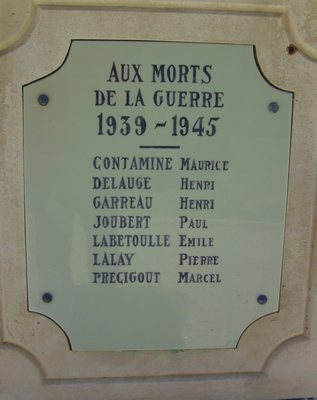 AUX MORTS
DE LA GUERRE
1939-1945
CONTAMINE MAURICE
DELAUGE HENRI
GARREAU HENRI
JOUBERT PAUL
LABETOULLE EMILE
LALAY PIERRE
PRECIGOUT MARCEL